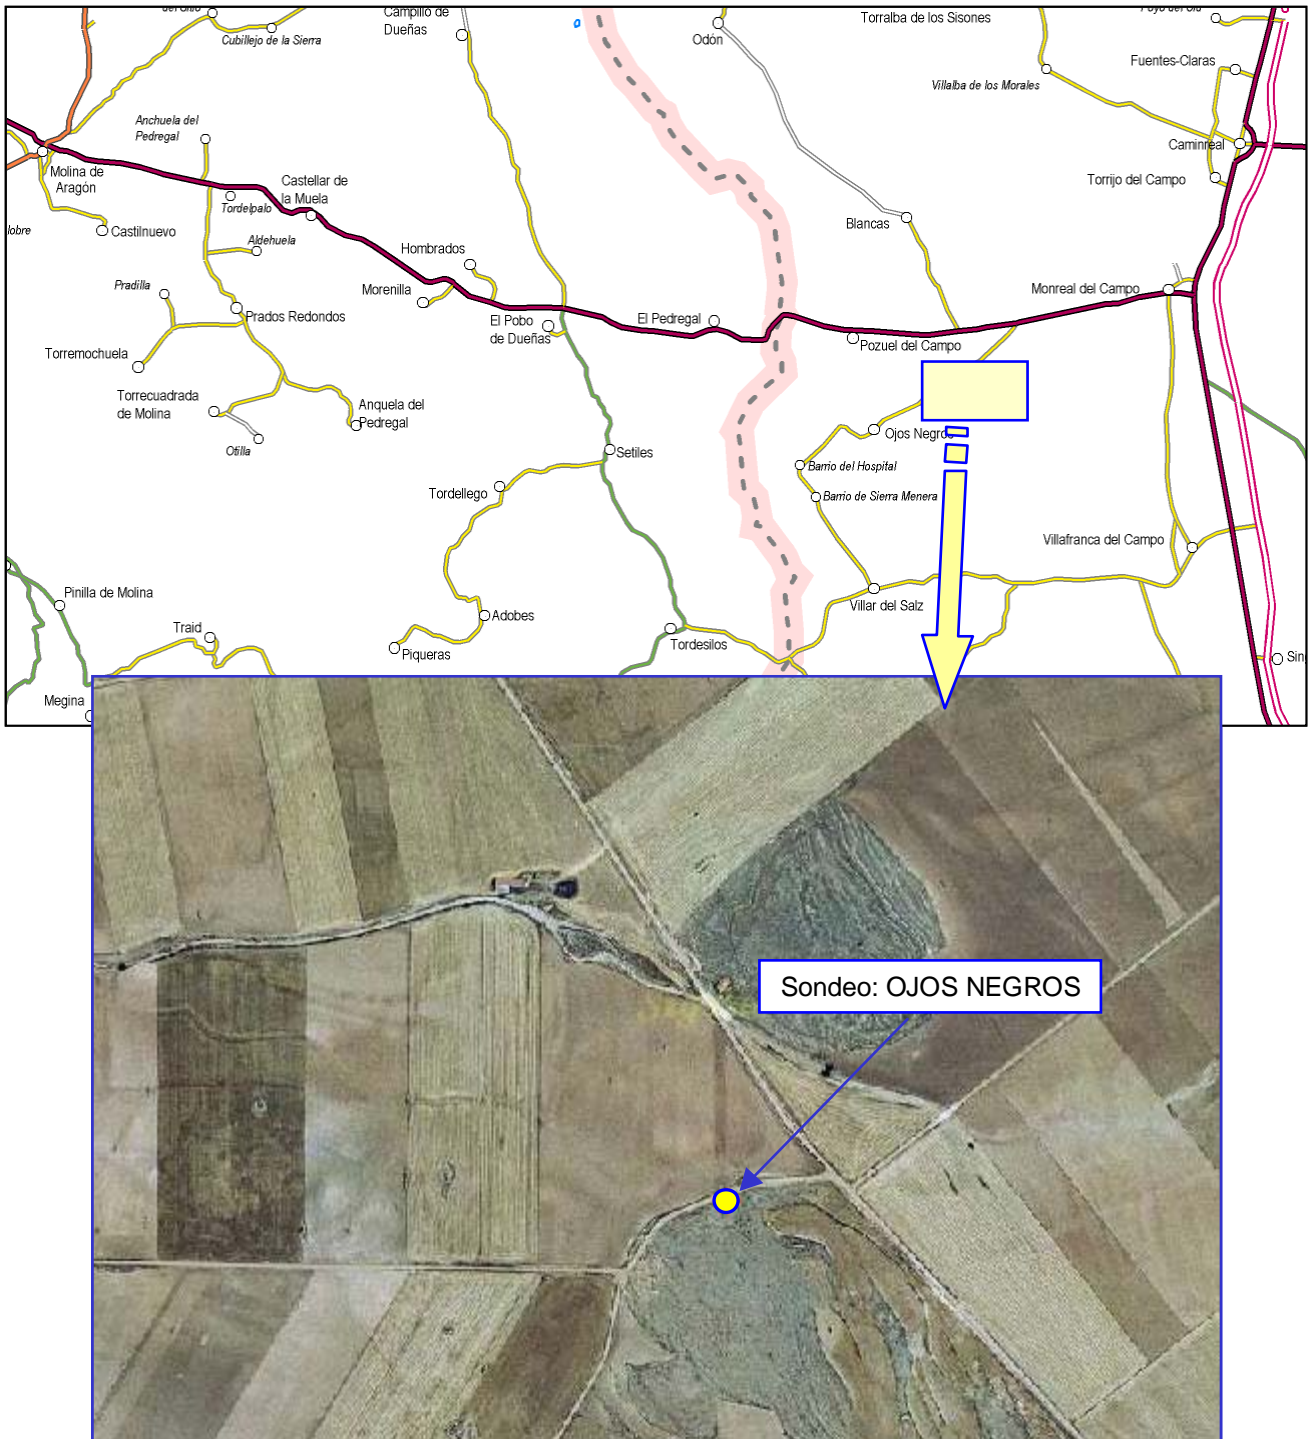 Campillo de
Dueñas
Cubillejo de la Sierra
Odón
Torralba de los Sisones
Fuentes-Claras
Villalba de los Morales
Anchuela del
Pedregal
Caminreal
Molina de
Aragón
Torrijo del Campo
Castellar de
la Muela
Tordelpalo
Castilnuevo
Blancas
Aldehuela
Hombrados
Pradilla
Morenilla
Monreal del Campo
Prados Redondos
El Pobo
de Dueñas
El Pedregal
Pozuel del Campo
Torremochuela
Torrecuadrada
de Molina
Anquela del
Pedregal
Otilla
Ojos Negros
Setiles
Barrio del Hospital
Tordellego
Barrio de Sierra Menera
Villafranca del Campo
Pinilla de Molina
Villar del Salz
Adobes
Traid
Tordesilos
Piqueras
Sin
Megina
Sondeo: OJOS NEGROS